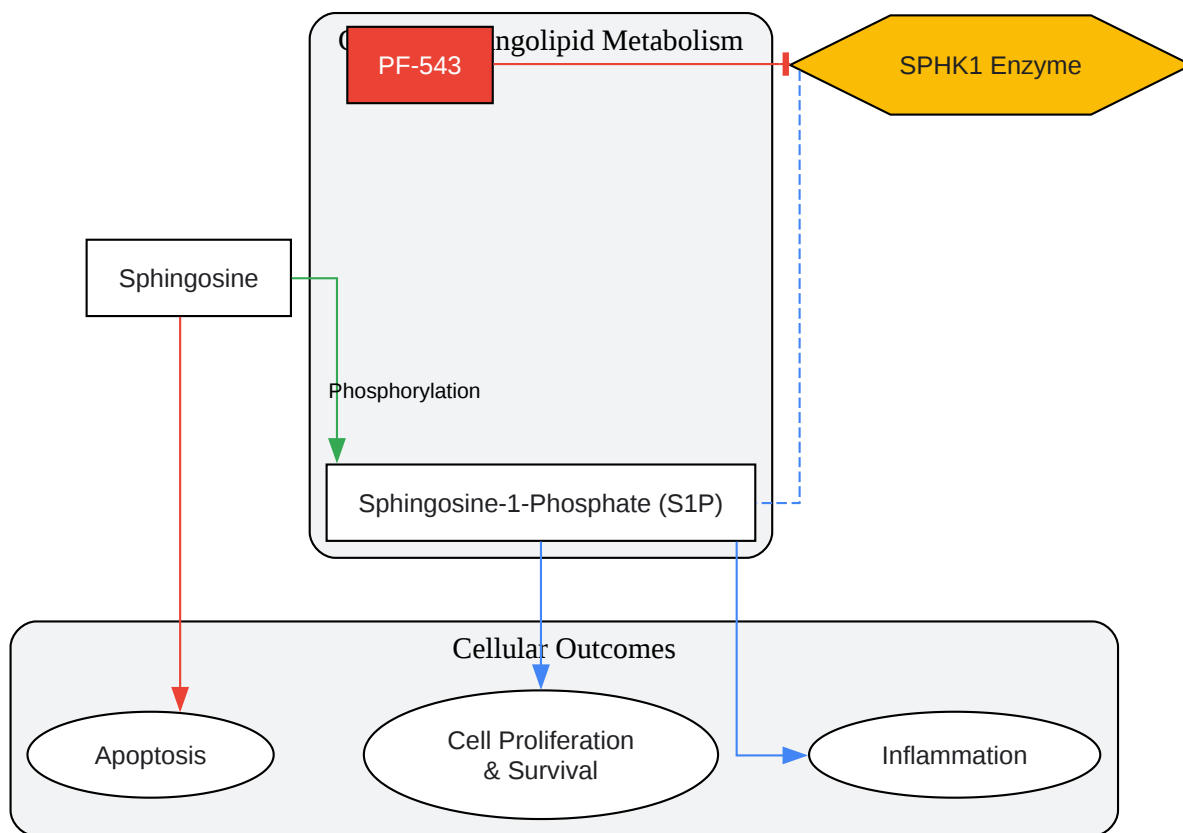 ngolipid Metabolism
PF-543
SPHK1 Enzyme
Sphingosine
Phosphorylation
Sphingosine-1-Phosphate (S1P)
Cellular Outcomes
Apoptosis
Cell Proliferation
& Survival
Inflammation